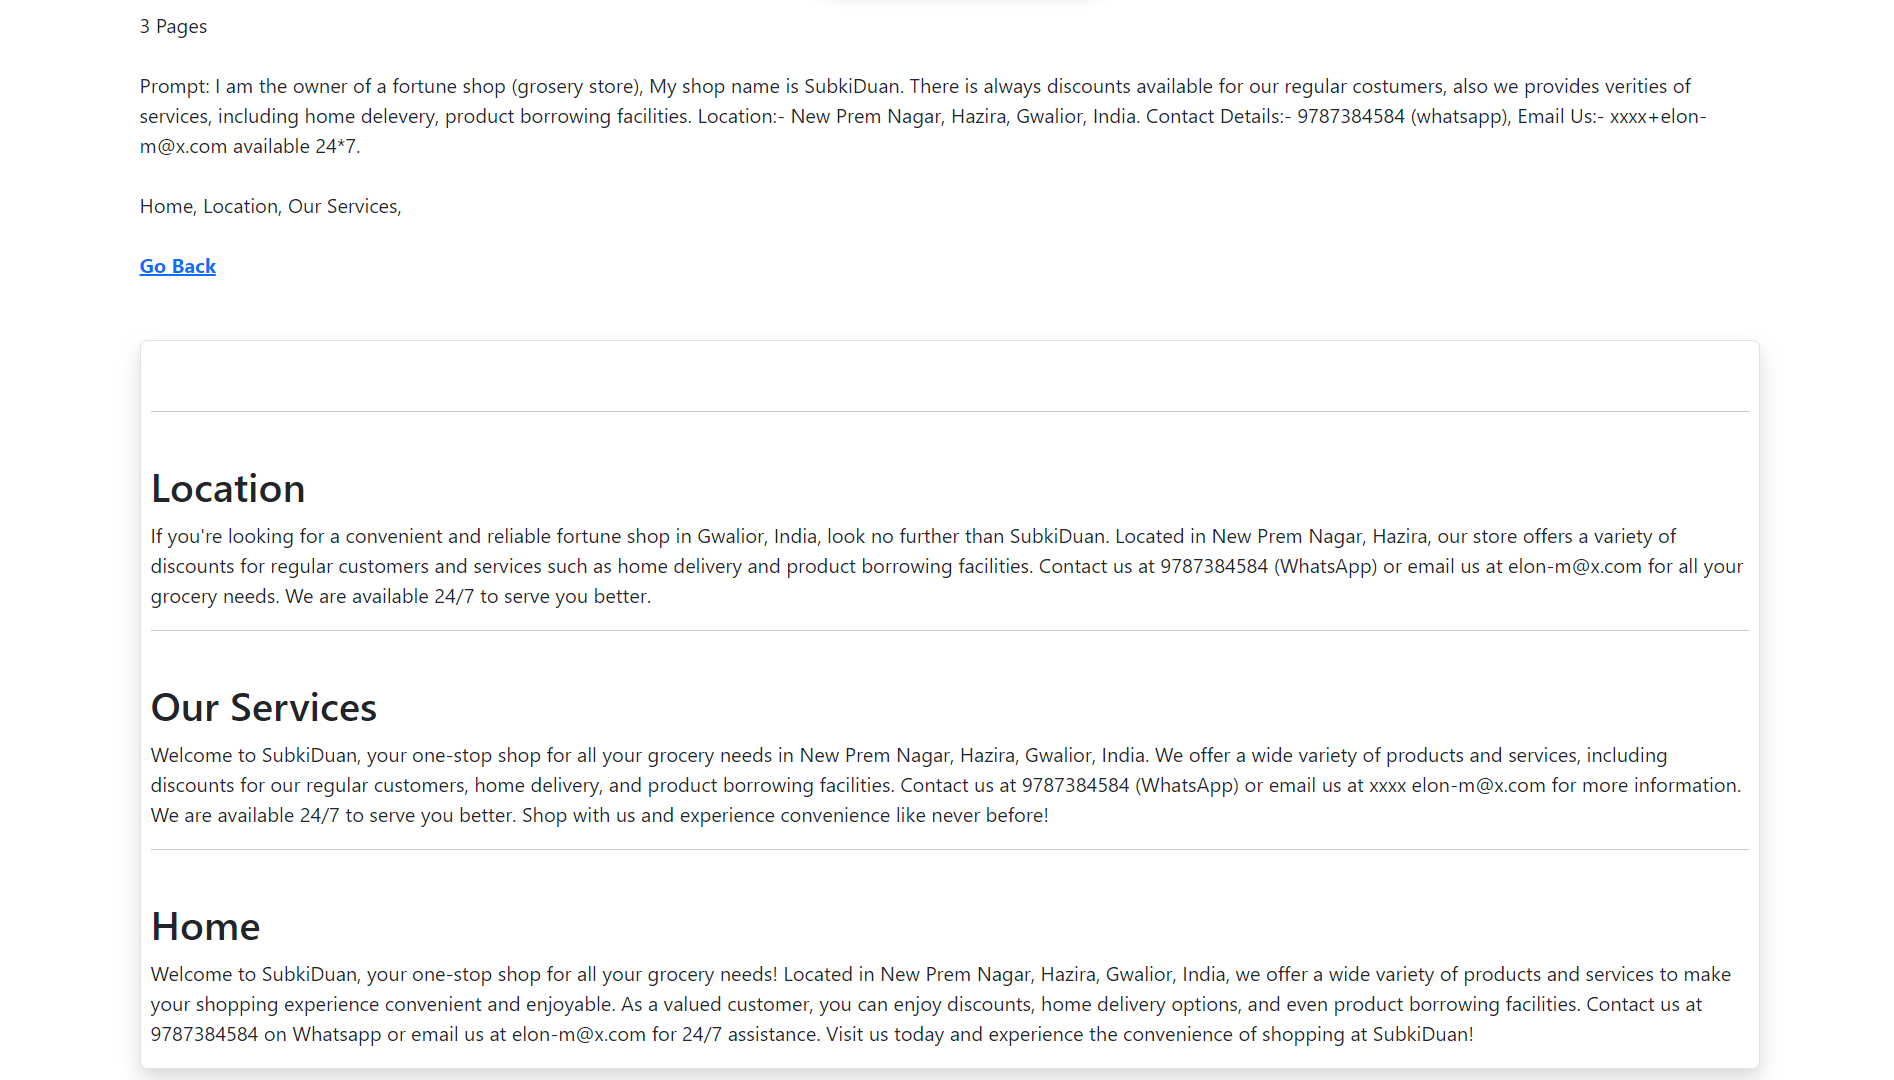 3 Pages
Prompt: I am the owner of a fortune shop (grosery store), My shop name is SubkiDuan. There is always discounts available for our regular costumers, also we provides verities of
services, including home delevery, product borrowing facilities. Location:- New Prem Nagar, Hazira, Gwalior, India. Contact Details:- 9787384584 (whatsapp), Email Us:- xxxx+elon-
m@x.com available 24*7.
Home, Location, Our Services,
Go Back
Location
If you're looking for a convenient and reliable fortune shop in Gwalior, India, look no further than SubkiDuan. Located in New Prem Nagar, Hazira, our store offers a variety of
discounts for regular customers and services such as home delivery and product borrowing facilities. Contact us at 9787384584 (WhatsApp) or email us at elon-m@x.com for all your
grocery needs. We are available 24/7 to serve you better.
Our Services
Welcome to SubkiDuan, your one-stop shop for all your grocery needs in New Prem Nagar, Hazira, Gwalior, India. We offer a wide variety of products and services, including
discounts for our regular customers, home delivery, and product borrowing facilities. Contact us at 9787384584 (WhatsApp) or email us at xxxx elon-m@x.com for more information.
We are available 24/7 to serve you better. Shop with us and experience convenience like never before!
Home
Welcome to SubkiDuan, your one-stop shop for all your grocery needs! Located in New Prem Nagar, Hazira, Gwalior, India, we offer a wide variety of products and services to make
your shopping experience convenient and enjoyable. As a valued customer, you can enjoy discounts, home delivery options, and even product borrowing facilities. Contact us at
9787384584 on Whatsapp or email us at elon-m@x.com for 24/7 assistance. Visit us today and experience the convenience of shopping at SubkiDuan!